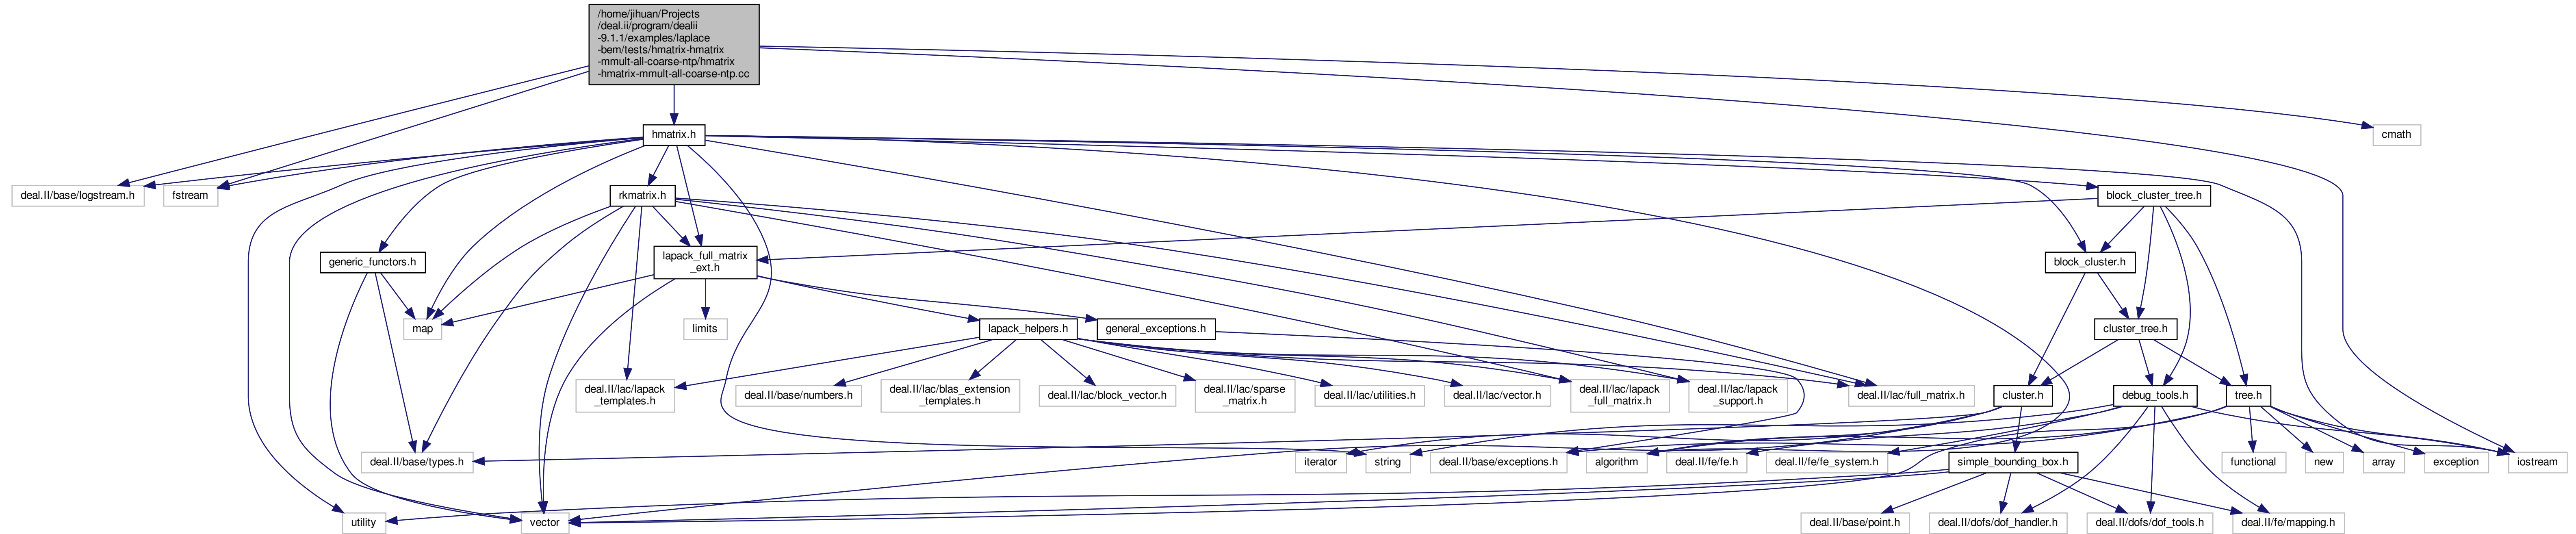 /home/jihuan/Projects
/deal.ii/program/dealii
-9.1.1/examples/laplace
-bem/tests/hmatrix-hmatrix
-mmult-all-coarse-ntp/hmatrix
-hmatrix-mmult-all-coarse-ntp.cc
hmatrix.h
cmath
deal.II/base/logstream.h
fstream
rkmatrix.h
block_cluster_tree.h
generic_functors.h
lapack_full_matrix
_ext.h
block_cluster.h
map
limits
lapack_helpers.h
general_exceptions.h
cluster_tree.h
deal.II/lac/lapack
_templates.h
deal.II/base/numbers.h
deal.II/lac/blas_extension
_templates.h
deal.II/lac/block_vector.h
deal.II/lac/sparse
_matrix.h
deal.II/lac/utilities.h
deal.II/lac/vector.h
deal.II/lac/lapack
_full_matrix.h
deal.II/lac/lapack
_support.h
deal.II/lac/full_matrix.h
cluster.h
debug_tools.h
tree.h
deal.II/base/types.h
iterator
string
deal.II/base/exceptions.h
algorithm
deal.II/fe/fe.h
deal.II/fe/fe_system.h
simple_bounding_box.h
functional
new
array
exception
iostream
utility
vector
deal.II/base/point.h
deal.II/dofs/dof_handler.h
deal.II/dofs/dof_tools.h
deal.II/fe/mapping.h